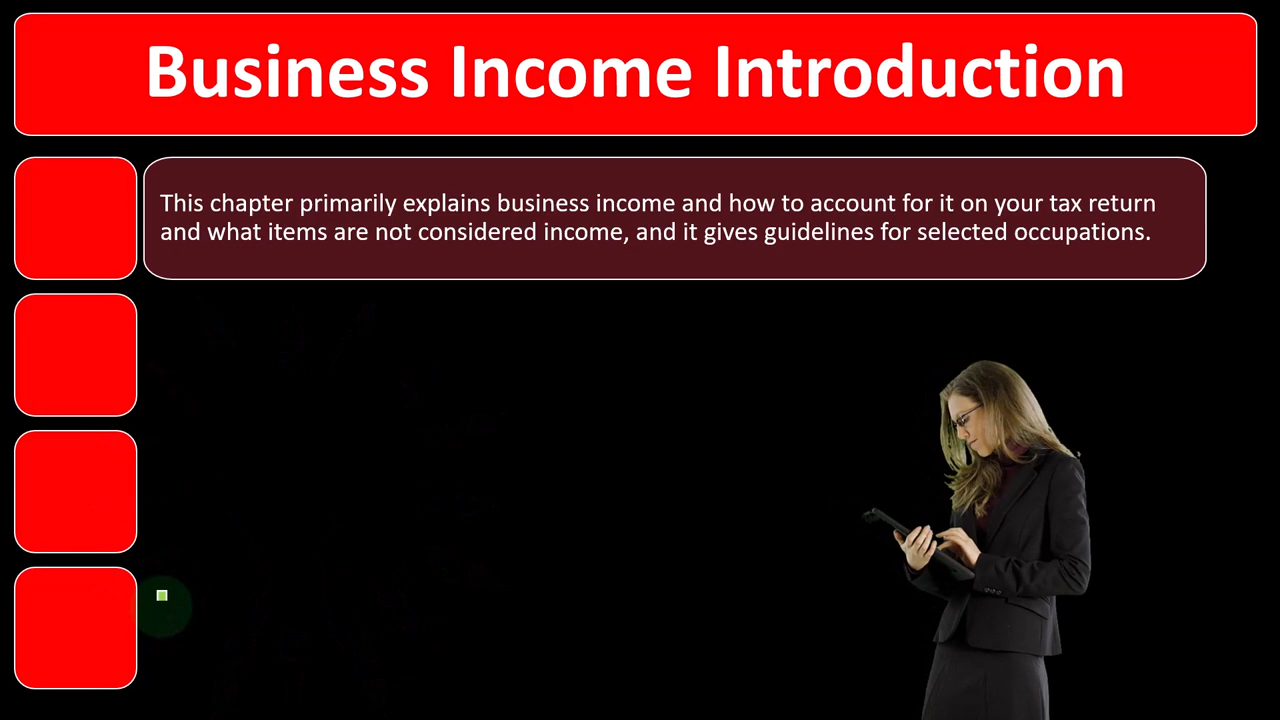 Business Income Introduction
This chapter primarily explains business income and how to account for it on your tax return
and what items are not considered income, and it gives guidelines for selected occupations.